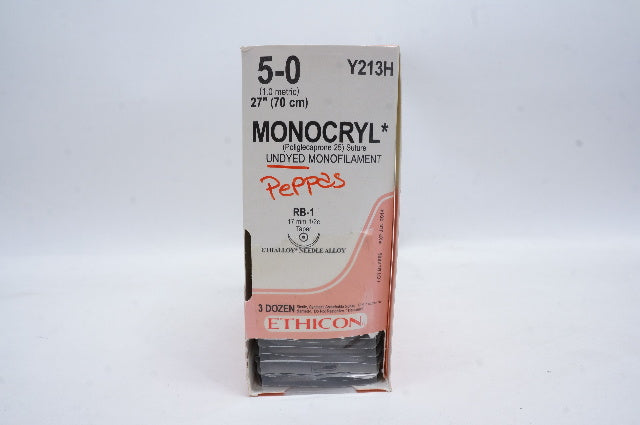 5-0
Y213H
(1.0 metric)
27" (70 cm)
MONOCRYL*
(Poliglecaprone 25) Suture
UNDYED MONOFILAMENT
Peppas
RB-1
17 mm 1/2c
Taper
ETHALLOY* NEEDLE ALLOY
3 DOZEN
ETHICON